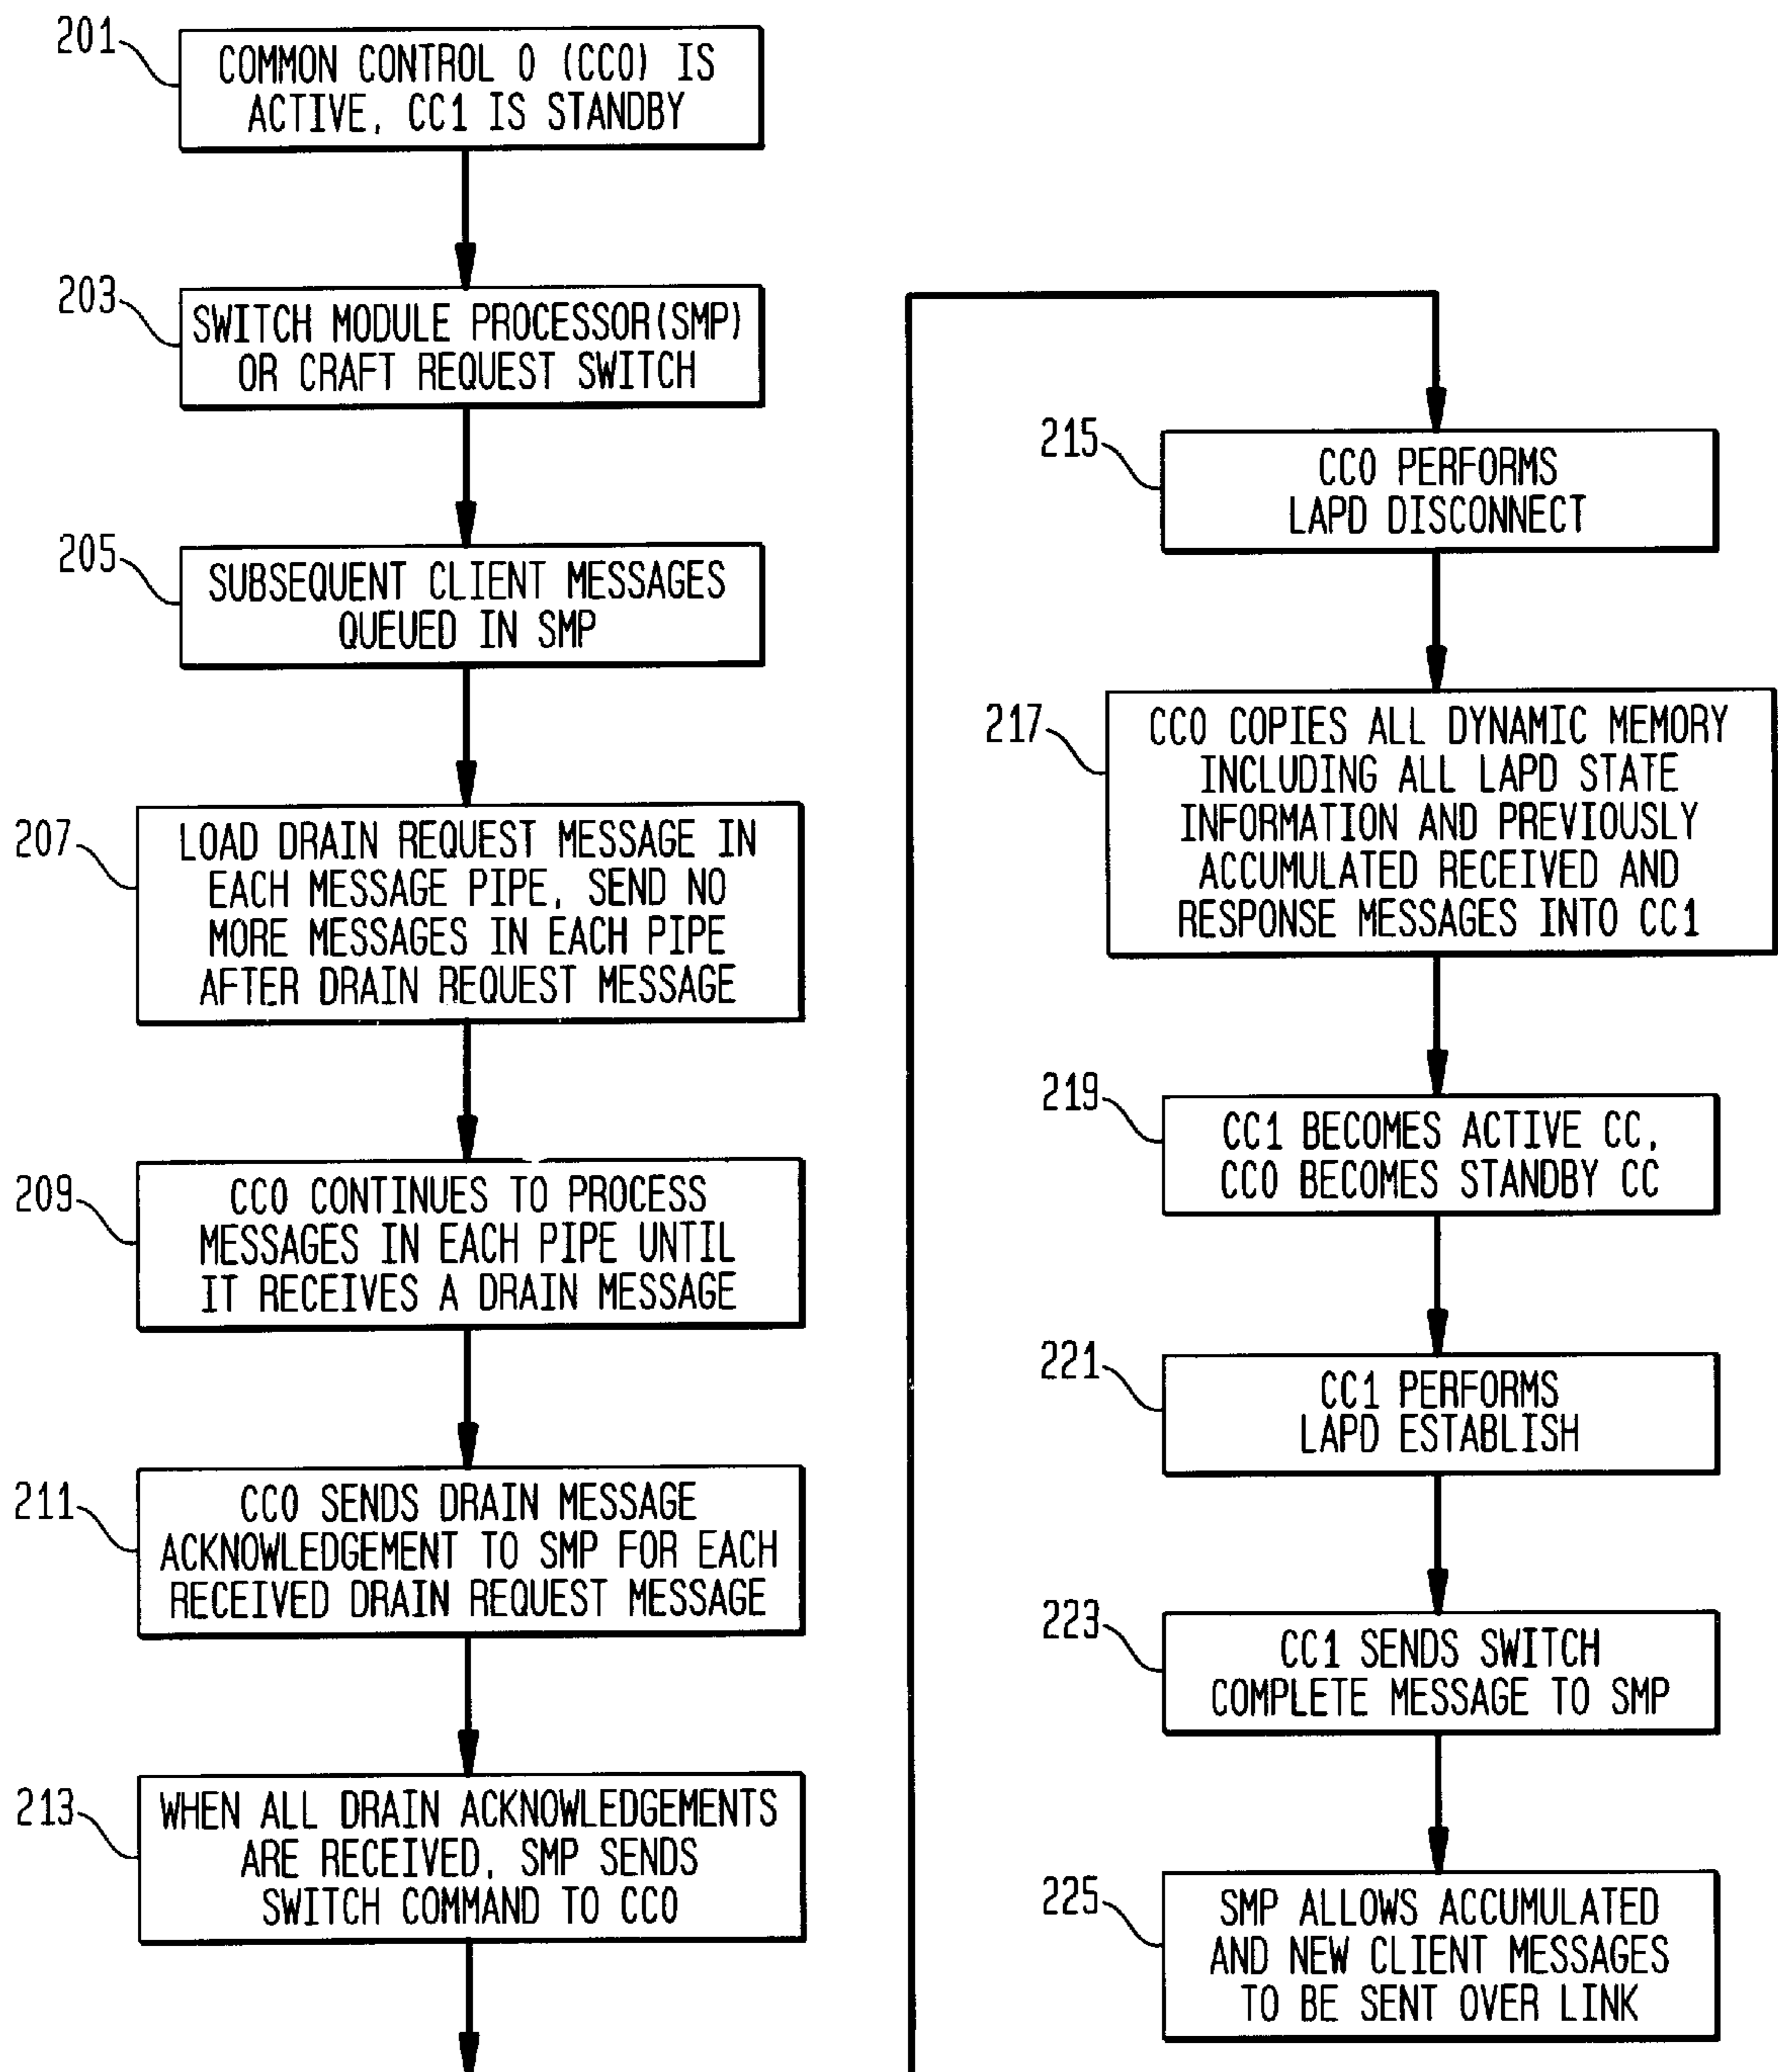 201
COMMON CONTROL 0 (CC0) IS
ACTIVE, CC1 IS STANDBY
203
SWITCH MODULE PROCESSOR(SMP)
OR CRAFT REQUEST SWITCH
205
SUBSEQUENT CLIENT MESSAGES
QUEUED IN SMP
207
LOAD DRAIN REQUEST MESSAGE IN
EACH MESSAGE PIPE, SEND NO
MORE MESSAGES IN EACH PIPE
AFTER DRAIN REQUEST MESSAGE
209
CC0 CONTINUES TO PROCESS
MESSAGES IN EACH PIPE UNTIL
IT RECEIVES A DRAIN MESSAGE
211
CC0 SENDS DRAIN MESSAGE
ACKNOWLEDGEMENT TO SMP FOR EACH
RECEIVED DRAIN REQUEST MESSAGE
213
WHEN ALL DRAIN ACKNOWLEDGEMENTS
ARE RECEIVED, SMP SENDS
SWITCH COMMAND TO CC0
215
CC0 PERFORMS
LAPD DISCONNECT
217
CC0 COPIES ALL DYNAMIC MEMORY
INCLUDING ALL LAPD STATE
INFORMATION AND PREVIOUSLY
ACCUMULATED RECEIVED AND
RESPONSE MESSAGES INTO CC1
219
CC1 BECOMES ACTIVE CC,
CC0 BECOMES STANDBY CC
221
CC1 PERFORMS
LAPD ESTABLISH
223
CC1 SENDS SWITCH
COMPLETE MESSAGE TO SMP
225
SMP ALLOWS ACCUMULATED
AND NEW CLIENT MESSAGES
TO BE SENT OVER LINK